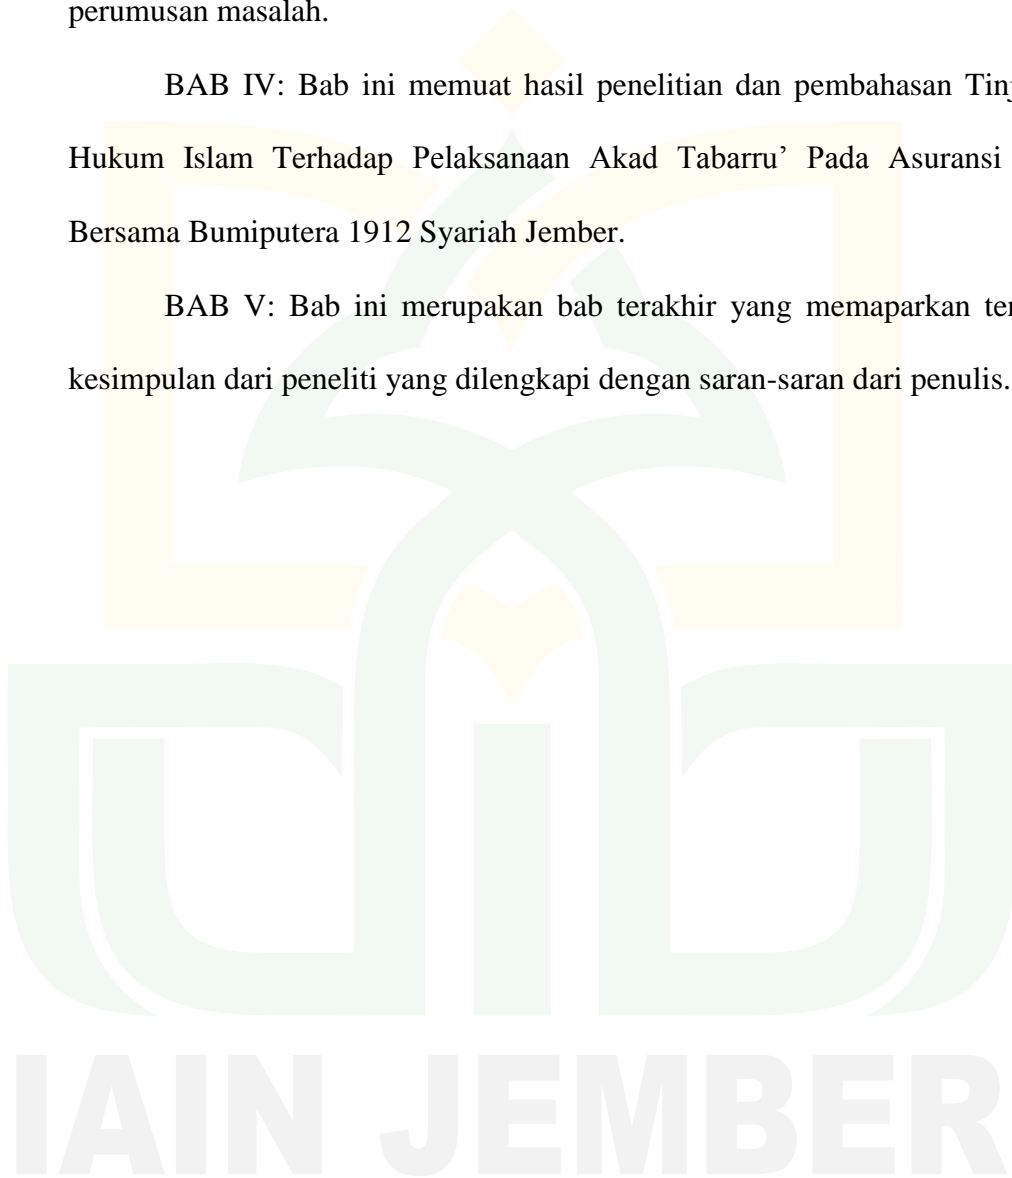 perumusan masalah.
BAB IV: Bab ini memuat hasil penelitian dan pembahasan
Hukum Islam Terhadap Pelaksanaan Akad Tabarru’ Pada Asuransi
Bersama Bumiputera 1912 Syariah Jember.
BAB V: Bab ini merupakan bab terakhir yang memaparkan
kesimpulan dari peneliti yang dilengkapi dengan saran-saran dari penulis.
IAIN JEMBER